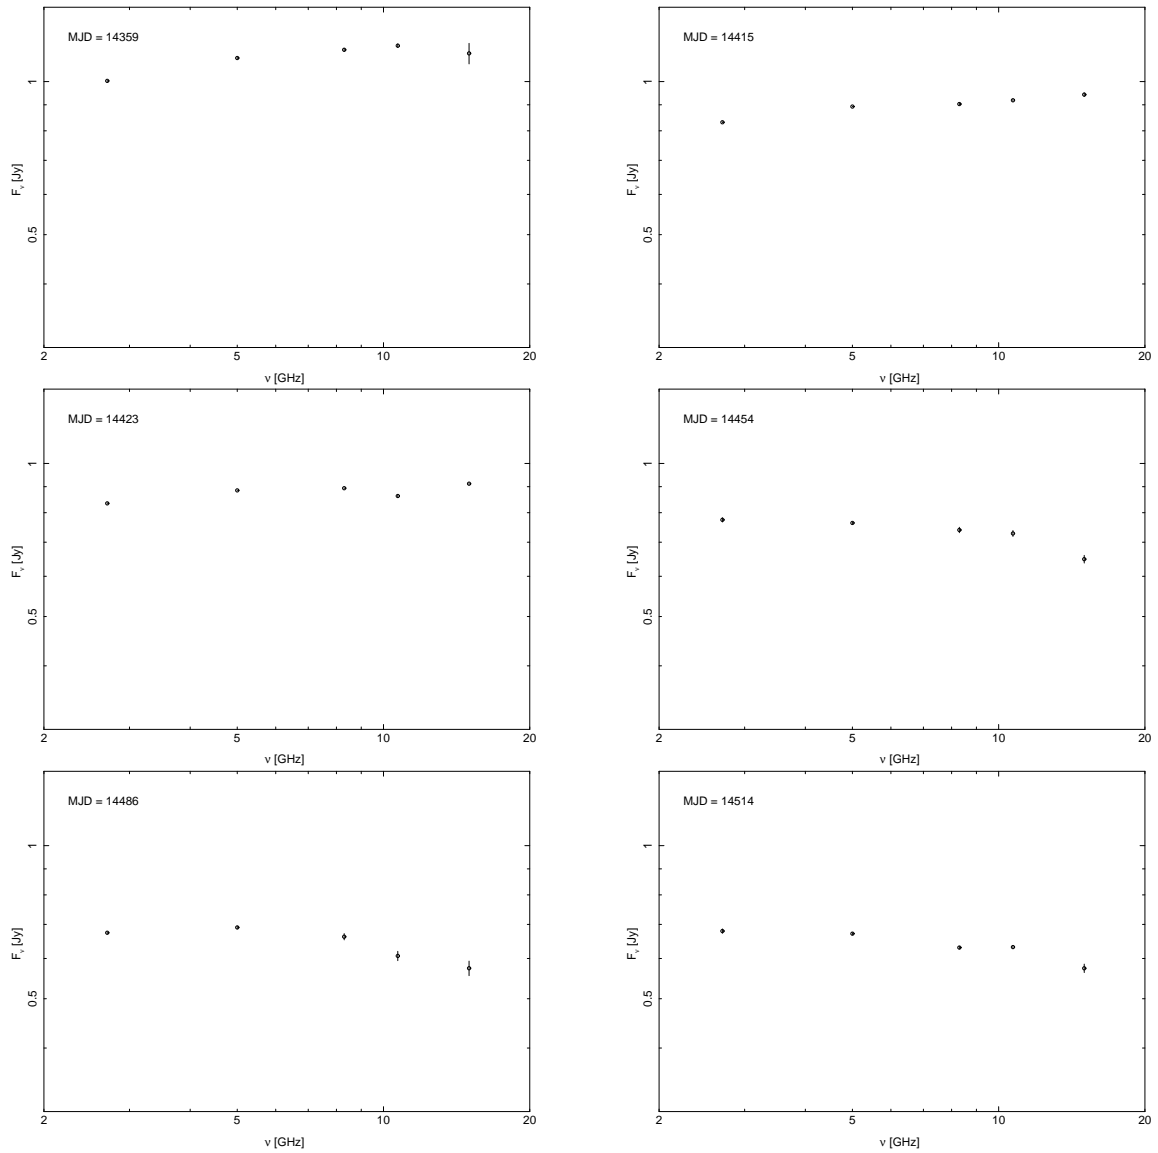 MJD = 14359
1
0.5
F_ν [Jy]
2 5 10 20
ν [GHz]
MJD = 14415
1
0.5
F_ν [Jy]
2 5 10 20
ν [GHz]
MJD = 14423
1
0.5
F_ν [Jy]
2 5 10 20
ν [GHz]
MJD = 14454
1
0.5
F_ν [Jy]
2 5 10 20
ν [GHz]
MJD = 14486
1
0.5
F_ν [Jy]
2 5 10 20
ν [GHz]
MJD = 14514
1
0.5
F_ν [Jy]
2 5 10 20
ν [GHz]